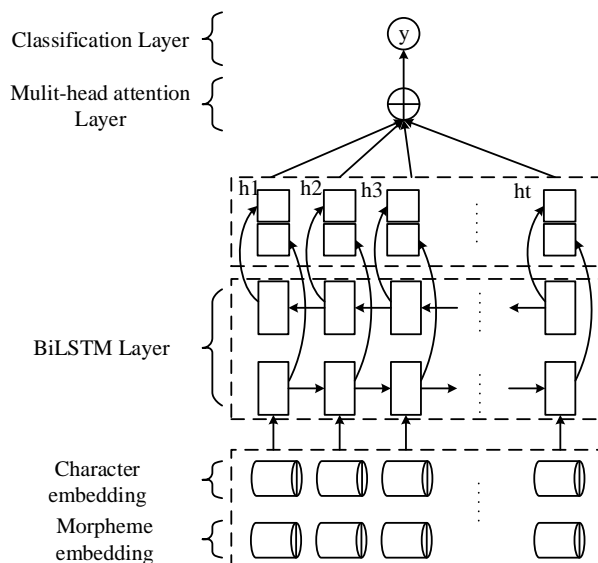 Classification Layer
y
Mulit-head attention
Layer
h1 h2 h3 ht
BiLSTM Layer
Character
embedding
Morpheme
embedding